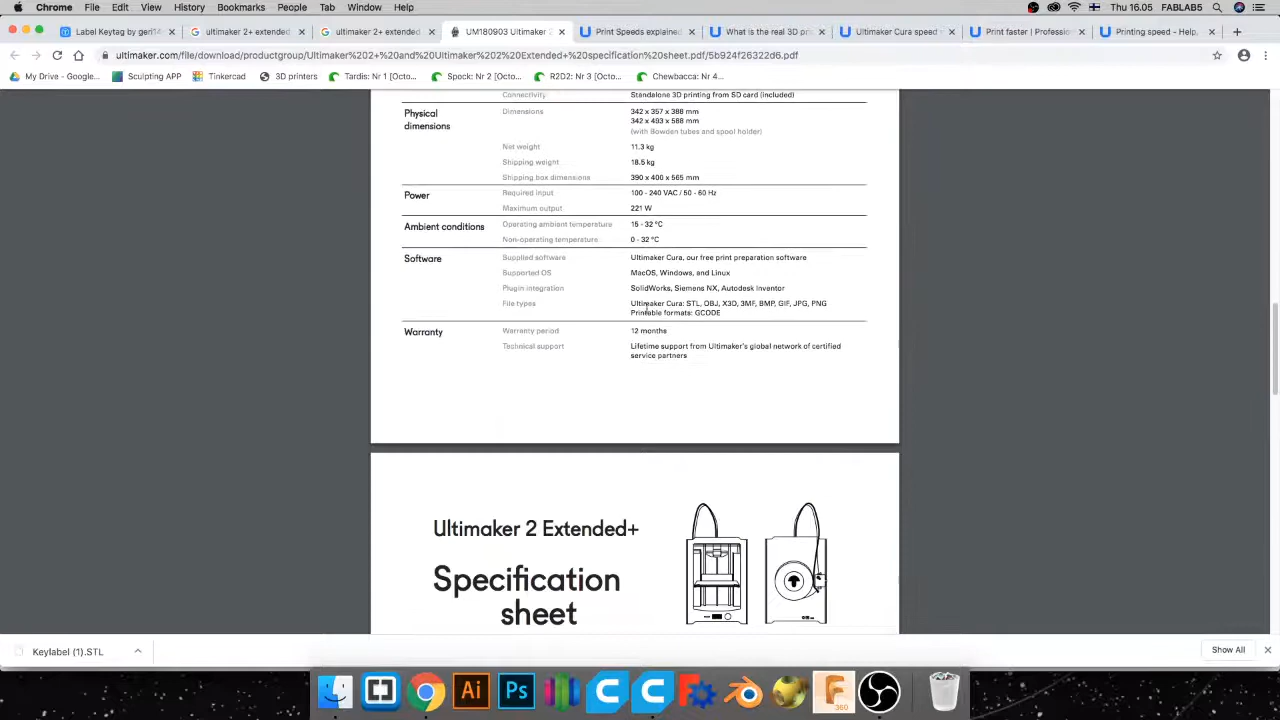 Chrome File Edit View History Bookmarks People Tab Window Help
Thu 16.05 FABLAB5
Label Keytag by geri1A
ultimaker 2+ extended
ultimaker 2+ extended
UM180903 Ultimaker 2
Print Speeds explained
What is the real 3D pri
Ultimaker Cura speed
Print faster | Profession
Printing speed - Help,
ultimaker.com/file/download/productgroup/Ultimaker%202+%20and%20Ultimaker%202%20Extended+%20specification%20sheet.pdf/5b924f26322d6.pdf
My Drive - Google...
Sculpting APP
Tinkercad
3D printers
Tardis: Nr 1 [Octo...
Spock: Nr 2 [Octo...
R2D2: Nr 3 [Octo...
Chewbacca: Nr 4...
Connectivity Standalone 3D printing from SD card (included)
Physical dimensions
Dimensions 342 x 357 x 388 mm
342 x 493 x 588 mm
(with Bowden tubes and spool holder)
Net weight 11.3 kg
Shipping weight 18.5 kg
Shipping box dimensions 390 x 400 x 565 mm
Power Required input 100 - 240 VAC / 50 - 60 Hz
Maximum output 221 W
Ambient conditions Operating ambient temperature 15 - 32 °C
Non-operating temperature 0 - 32 °C
Software Supplied software Ultimaker Cura, our free print preparation software
Supported OS MacOS, Windows, and Linux
Plugin integration SolidWorks, Siemens NX, Autodesk Inventor
File types Ultimaker Cura: STL, OBJ, X3D, 3MF, BMP, GIF, JPG, PNG
Printable formats: GCODE
Warranty Warranty period 12 months
Technical support Lifetime support from Ultimaker's global network of certified
service partners
Ultimaker 2 Extended+
Specification
sheet
Keylabel (1).STL
Show All
Ai
Ps
F
360